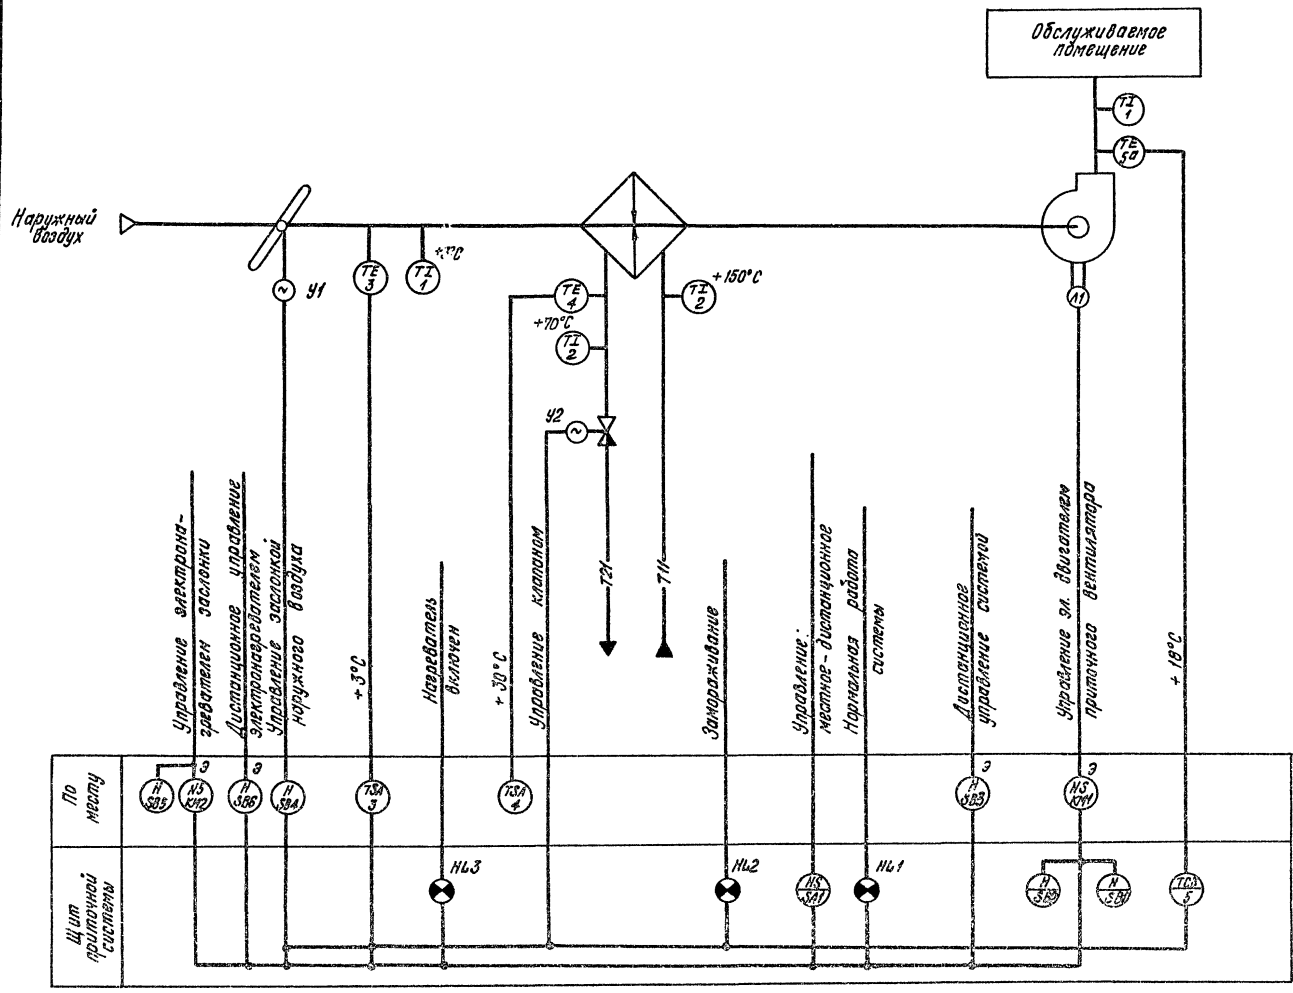 Обслуживаемое
помещение
TI
1
TE
5а
Наружный
воздух
У1
TE
3
TI
1
TE
4
+70°C
TI
2
TI
2
+150°C
Л1
У2
Управление электрона-
гревателем заслонки
Дистанционное управление
электронагревателем
Управление заслонкой
наружного воздуха
+3°C
Нагреватель
включен
+30°C
Управление клапаном
T21
T11
Замораживание
Управление:
местное-дистанционное
Нормальная работа
системы
Дистанционное
управление системой
Управление эл. двигателем
приточного вентилятора
+18°C
По
месту
H
SB5
NS
KM2
Э
H
SB6
Э
H
SB4
TSA
3
TSA
4
H
SB3
Э
NS
KM1
Э
Щит
приточной
системы
HL3
HL2
NS
SA1
HL1
H
H
5